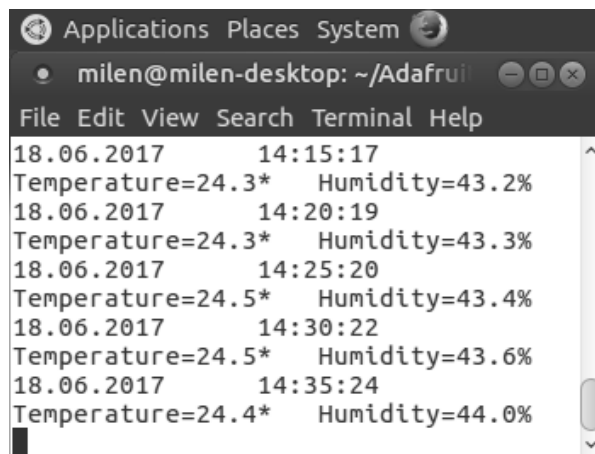 Applications Places System
milen@milen-desktop: ~/Adafrui
File Edit View Search Terminal Help
18.06.2017 14:15:17
Temperature=24.3* Humidity=43.2%
18.06.2017 14:20:19
Temperature=24.3* Humidity=43.3%
18.06.2017 14:25:20
Temperature=24.5* Humidity=43.4%
18.06.2017 14:30:22
Temperature=24.5* Humidity=43.6%
18.06.2017 14:35:24
Temperature=24.4* Humidity=44.0%